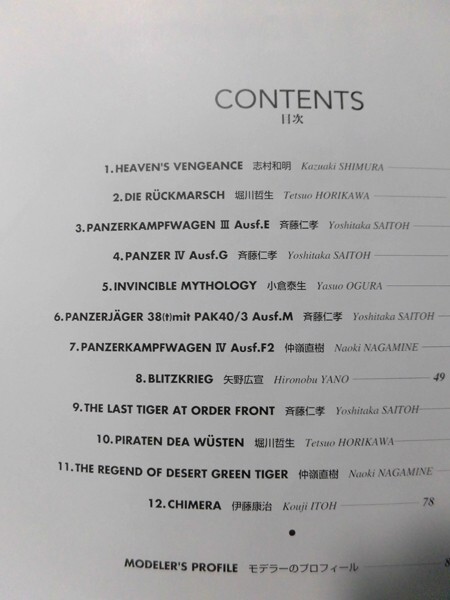 CONTENTS
目次
1.HEAVEN'S VENGEANCE 志村和明 Kazuaki SHIMURA
2.DIE RÜCKMARSCH 堀川哲生 Tetsuo HORIKAWA
3.PANZERKAMPFWAGEN Ⅲ Ausf.E 斉藤仁孝 Yoshitaka SAITOH
4.PANZER Ⅳ Ausf.G 斉藤仁孝 Yoshitaka SAITOH
5.INVINCIBLE MYTHOLOGY 小倉泰生 Yasuo OGURA
6.PANZERJÄGER 38(t)mit PAK40/3 Ausf.M 斉藤仁孝 Yoshitaka SAITOH
7.PANZERKAMPFWAGEN Ⅳ Ausf.F2 仲嶺直樹 Naoki NAGAMINE
8.BLITZKRIEG 矢野広宣 Hironobu YANO 49
9.THE LAST TIGER AT ORDER FRONT 斉藤仁孝 Yoshitaka SAITOH
10.PIRATEN DEA WÜSTEN 堀川哲生 Tetsuo HORIKAWA
11.THE REGEND OF DESERT GREEN TIGER 仲嶺直樹 Naoki NAGAMINE
12.CHIMERA 伊藤康治 Kouji ITOH 78
MODELER'S PROFILE モデラーのプロフィール